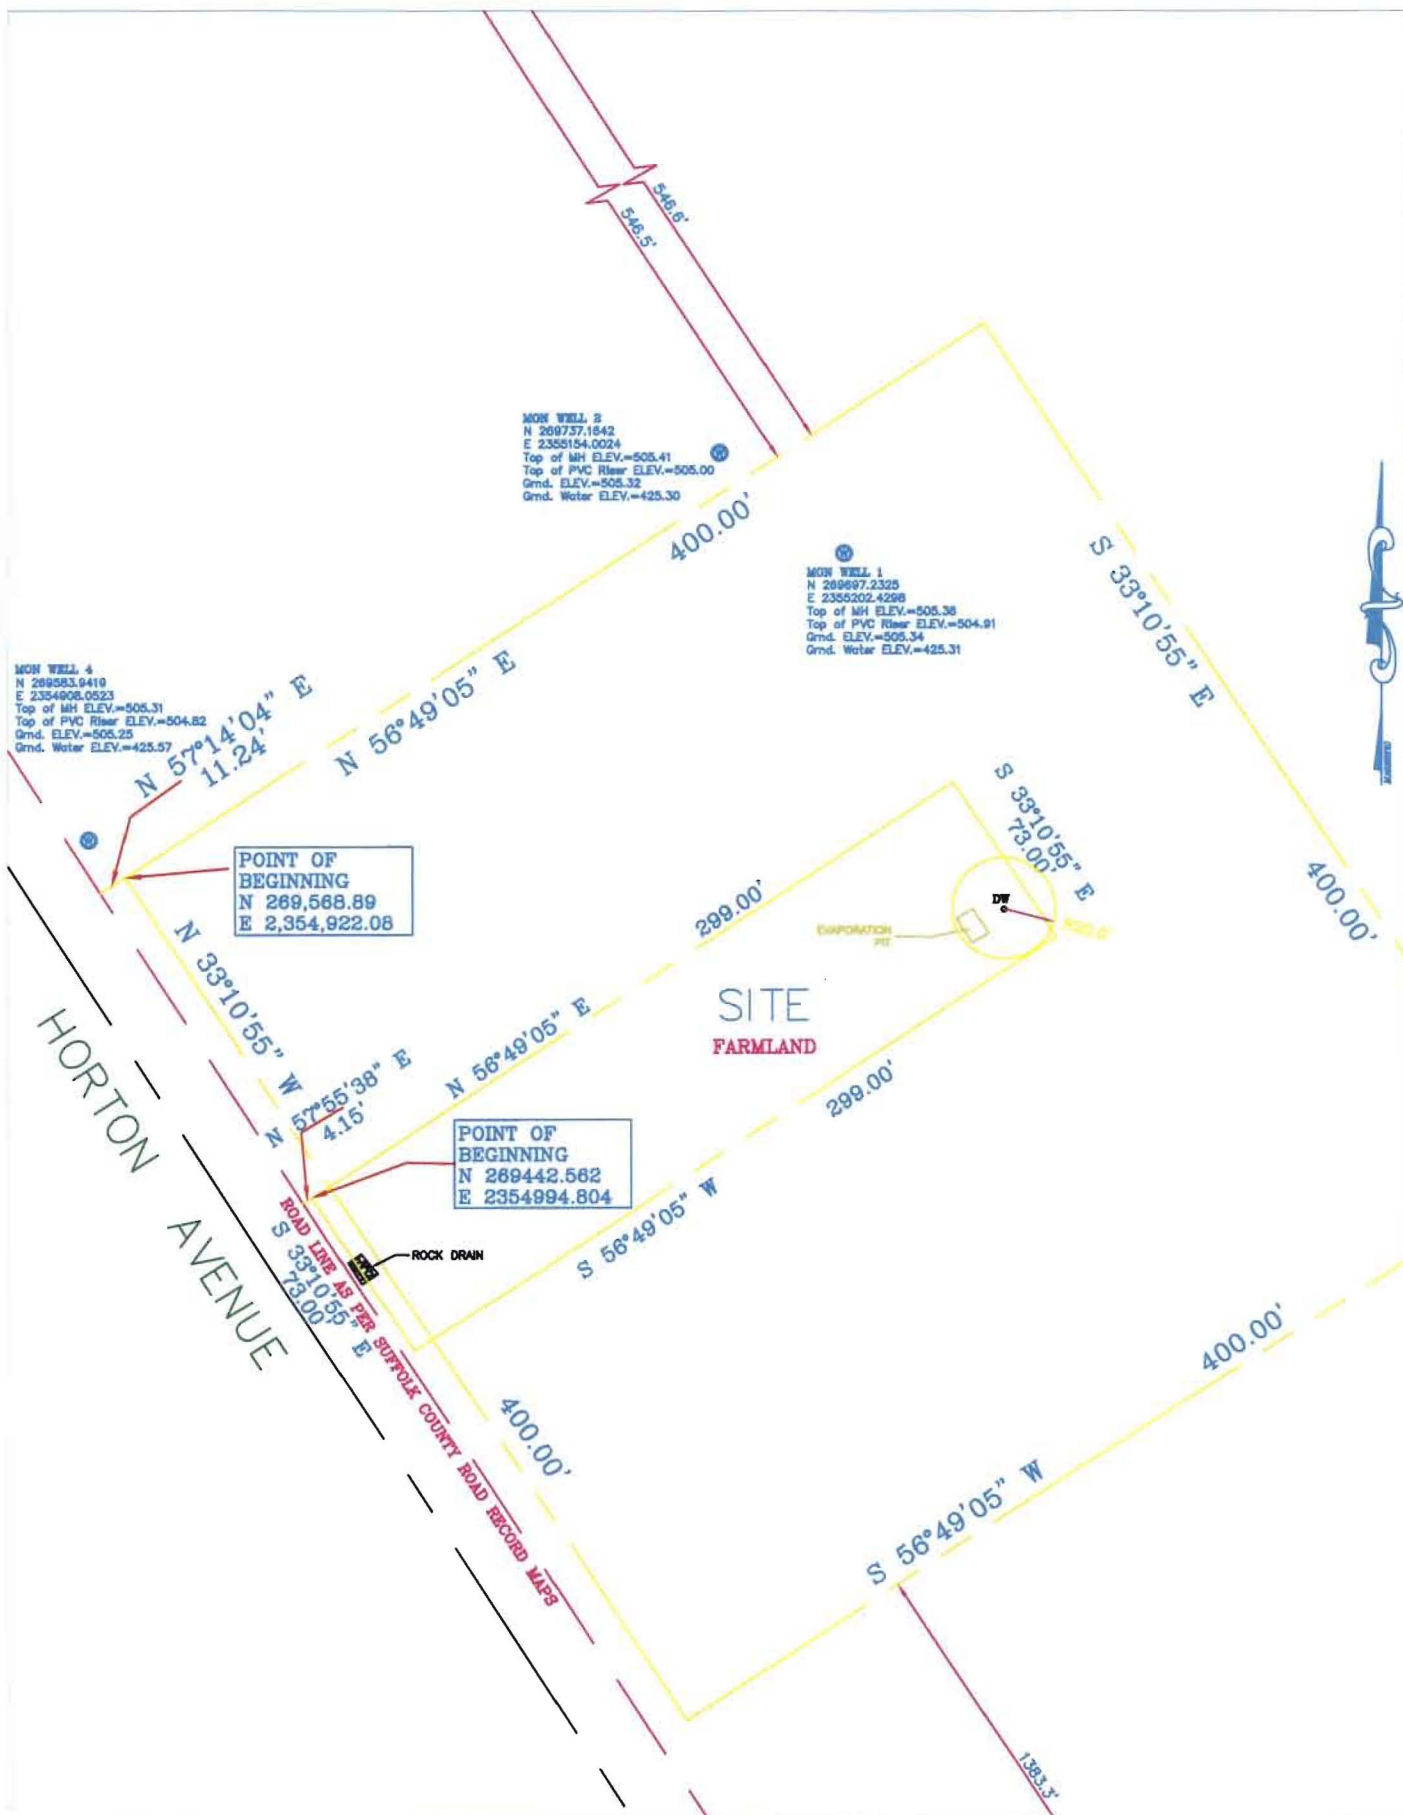 546.6'
546.5'
MON WELL 2
N 269737.1642
E 2355154.0024
Top of MH ELEV.=505.41
Top of PVC Riser ELEV.=505.00
Grnd. ELEV.=505.32
Grnd. Water ELEV.=425.30
400.00'
MON WELL 1
N 269697.2325
E 2355202.4298
Top of MH ELEV.=505.38
Top of PVC Riser ELEV.=504.91
Grnd. ELEV.=505.34
Grnd. Water ELEV.=425.31
S 33°10'55" E
400.00'
MON WELL 4
N 269583.9419
E 2354908.0523
Top of MH ELEV.=505.31
Top of PVC Riser ELEV.=504.82
Grnd. ELEV.=505.25
Grnd. Water ELEV.=425.57
N 57°14'04" E
11.24'
N 56°49'05" E
POINT OF
BEGINNING
N 269,568.89
E 2,354,922.08
S 33°10'55" E
73.00'
299.00'
DW
EVAPORATION
PIT
SITE
FARMLAND
N 33°10'55" W
HORTON AVENUE
N 57°55'38" E
4.15'
N 56°49'05" E
299.00'
POINT OF
BEGINNING
N 269442.562
E 2354994.804
S 56°49'05" W
ROCK DRAIN
ROAD LINE AS PER SUFFOLK COUNTY ROAD RECORD MAPS
S 33°10'55" E
73.00'
400.00'
400.00'
S 56°49'05" W
1383.3'